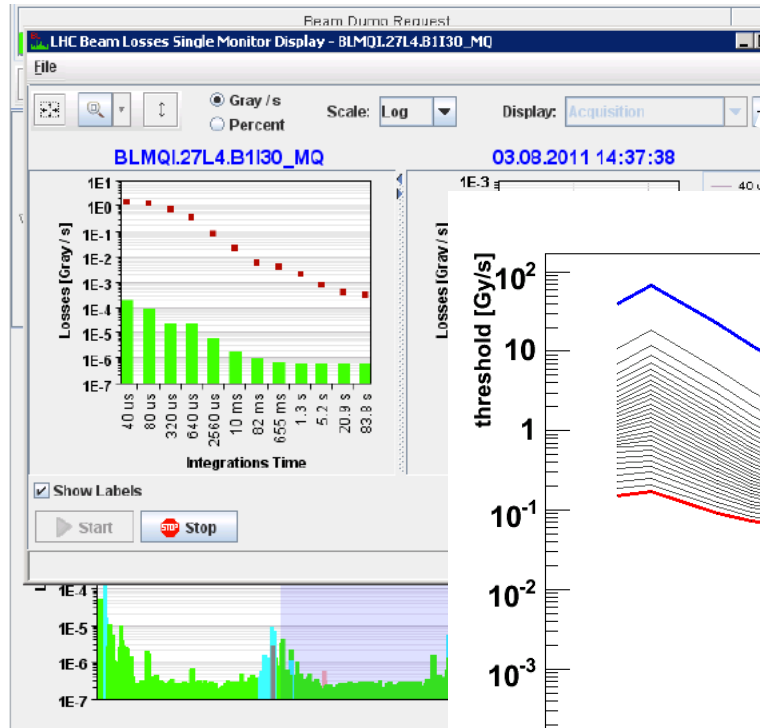 Beam Dump Request
LHC Beam Losses Single Monitor Display - BLMQI.27L4.B1I30_MQ
File
Gray / s
Percent
Scale: Log
Display: Acquisition
BLMQI.27L4.B1I30_MQ
03.08.2011 14:37:38
1E1
1E0
1E-1
1E-2
1E-3
1E-4
1E-5
1E-6
1E-7
Losses [Gray / s]
40 us
80 us
320 us
640 us
2560 us
10 ms
82 ms
655 ms
1.3 s
5.2 s
20.9 s
83.8 s
Integrations Time
1E-3
Losses [Gray / s]
40
Show Labels
Start
STOP Stop
1E-4
1E-5
1E-6
1E-7
threshold [Gy/s]
10²
10
1
10⁻¹
10⁻²
10⁻³